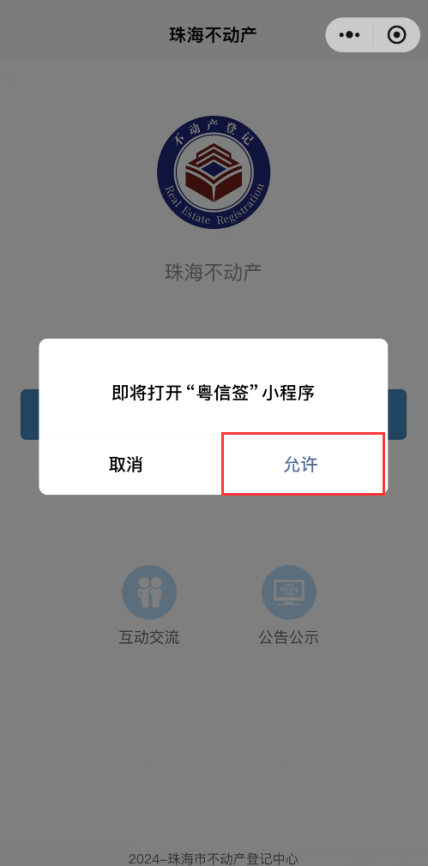 珠海不动产
不动产登记
Real Estate Registration
珠海不动产
即将打开“粤信签”小程序
取消
允许
互动交流
公告公示
2024-珠海市不动产登记中心